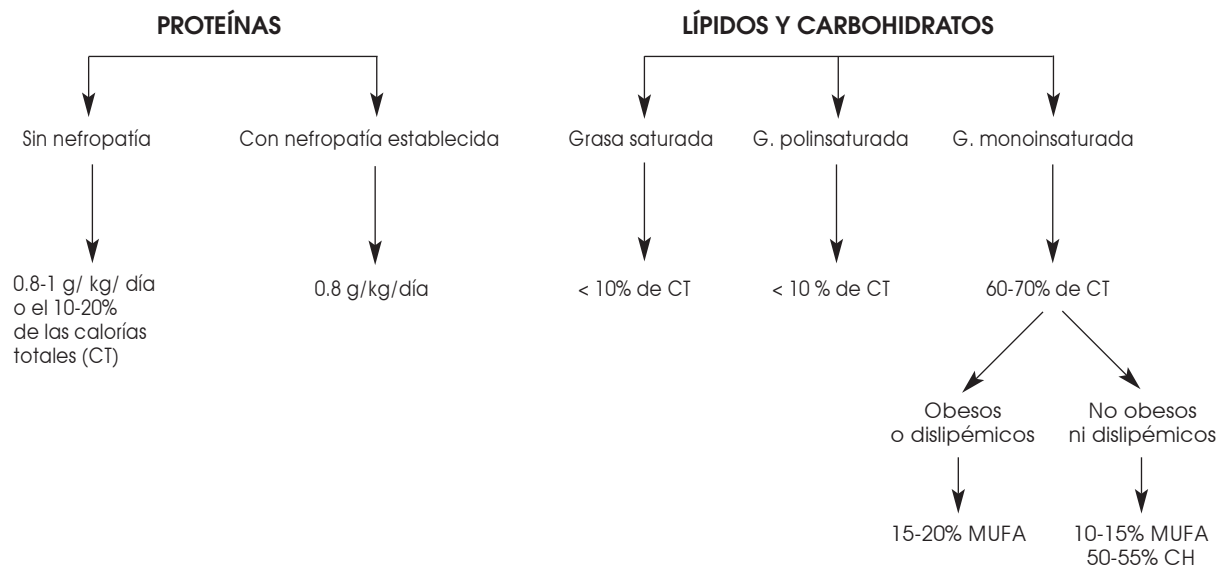 PROTEÍNAS
LÍPIDOS Y CARBOHIDRATOS
Sin nefropatía
Con nefropatía establecida
Grasa saturada
G. polinsaturada
G. monoinsaturada
0.8-1 g/ kg/ día
o el 10-20%
de las calorías
totales (CT)
0.8 g/kg/día
< 10% de CT
< 10 % de CT
60-70% de CT
Obesos
o dislipémicos
No obesos
ni dislipémicos
15-20% MUFA
10-15% MUFA
50-55% CH